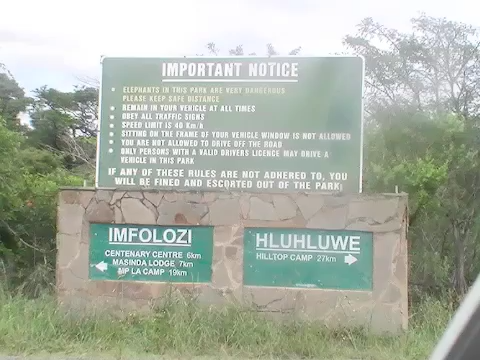 IMPORTANT NOTICE
ELEPHANTS IN THIS PARK ARE VERY DANGEROUS
PLEASE KEEP SAFE DISTANCE
REMAIN IN YOUR VEHICLE AT ALL TIMES
OBEY ALL TRAFFIC SIGNS
SPEED LIMIT IS 40 Km/h
SITTING ON THE FRAME OF YOUR VEHICLE WINDOW IS NOT ALLOWED
YOU ARE NOT ALLOWED TO DRIVE OFF THE ROAD
ONLY PERSONS WITH A VALID DRIVERS LICENCE MAY DRIVE A
VEHICLE IN THIS PARK
IF ANY OF THESE RULES ARE NOT ADHERED TO, YOU
WILL BE FINED AND ESCORTED OUT OF THE PARK
IMFOLOZI
CENTENARY CENTRE 6km
MASINDA LODGE 7km
MPILA CAMP 19km
HLUHLUWE
HILLTOP CAMP 27km